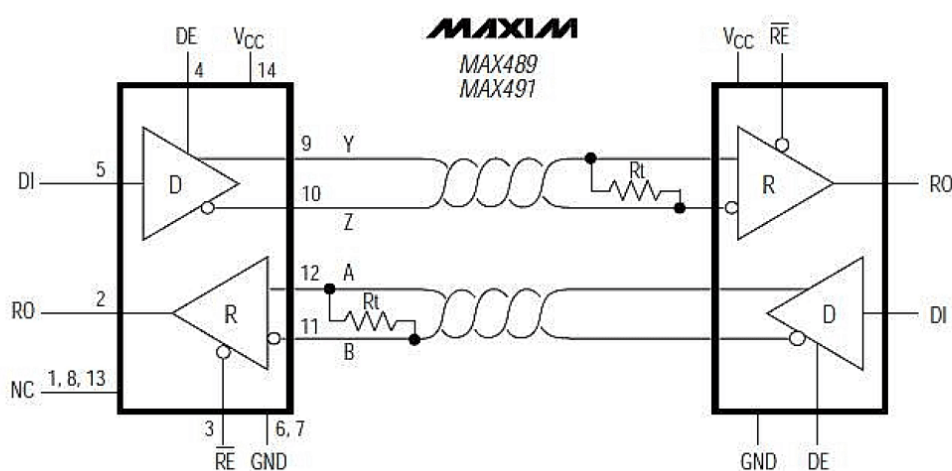 MAXIM
MAX489
MAX491
DE
VCC
4
14
9
Y
DI
5
D
10
Z
12
A
RO
2
R
Rt
11
B
NC
1, 8, 13
3
6, 7
RE
GND
VCC
RE
Rt
R
RO
D
DI
GND
DE